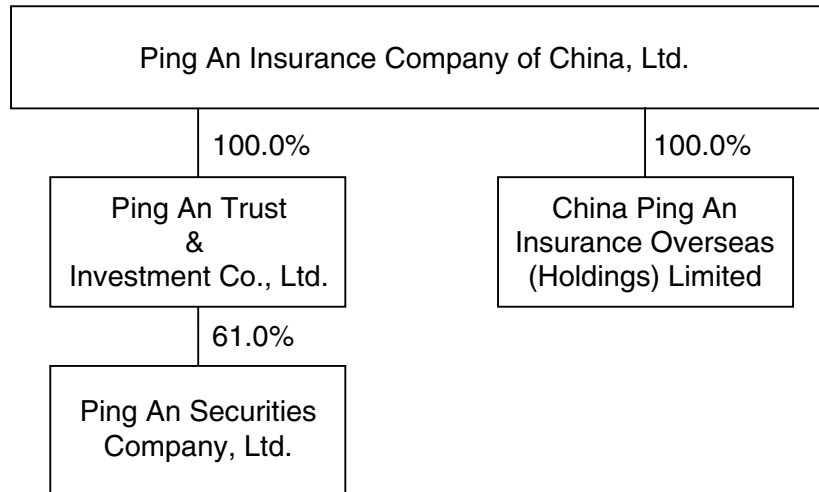 Ping An Insurance Company of China, Ltd.
100.0%
100.0%
Ping An Trust
&
Investment Co., Ltd.
China Ping An
Insurance Overseas
(Holdings) Limited
61.0%
Ping An Securities
Company, Ltd.